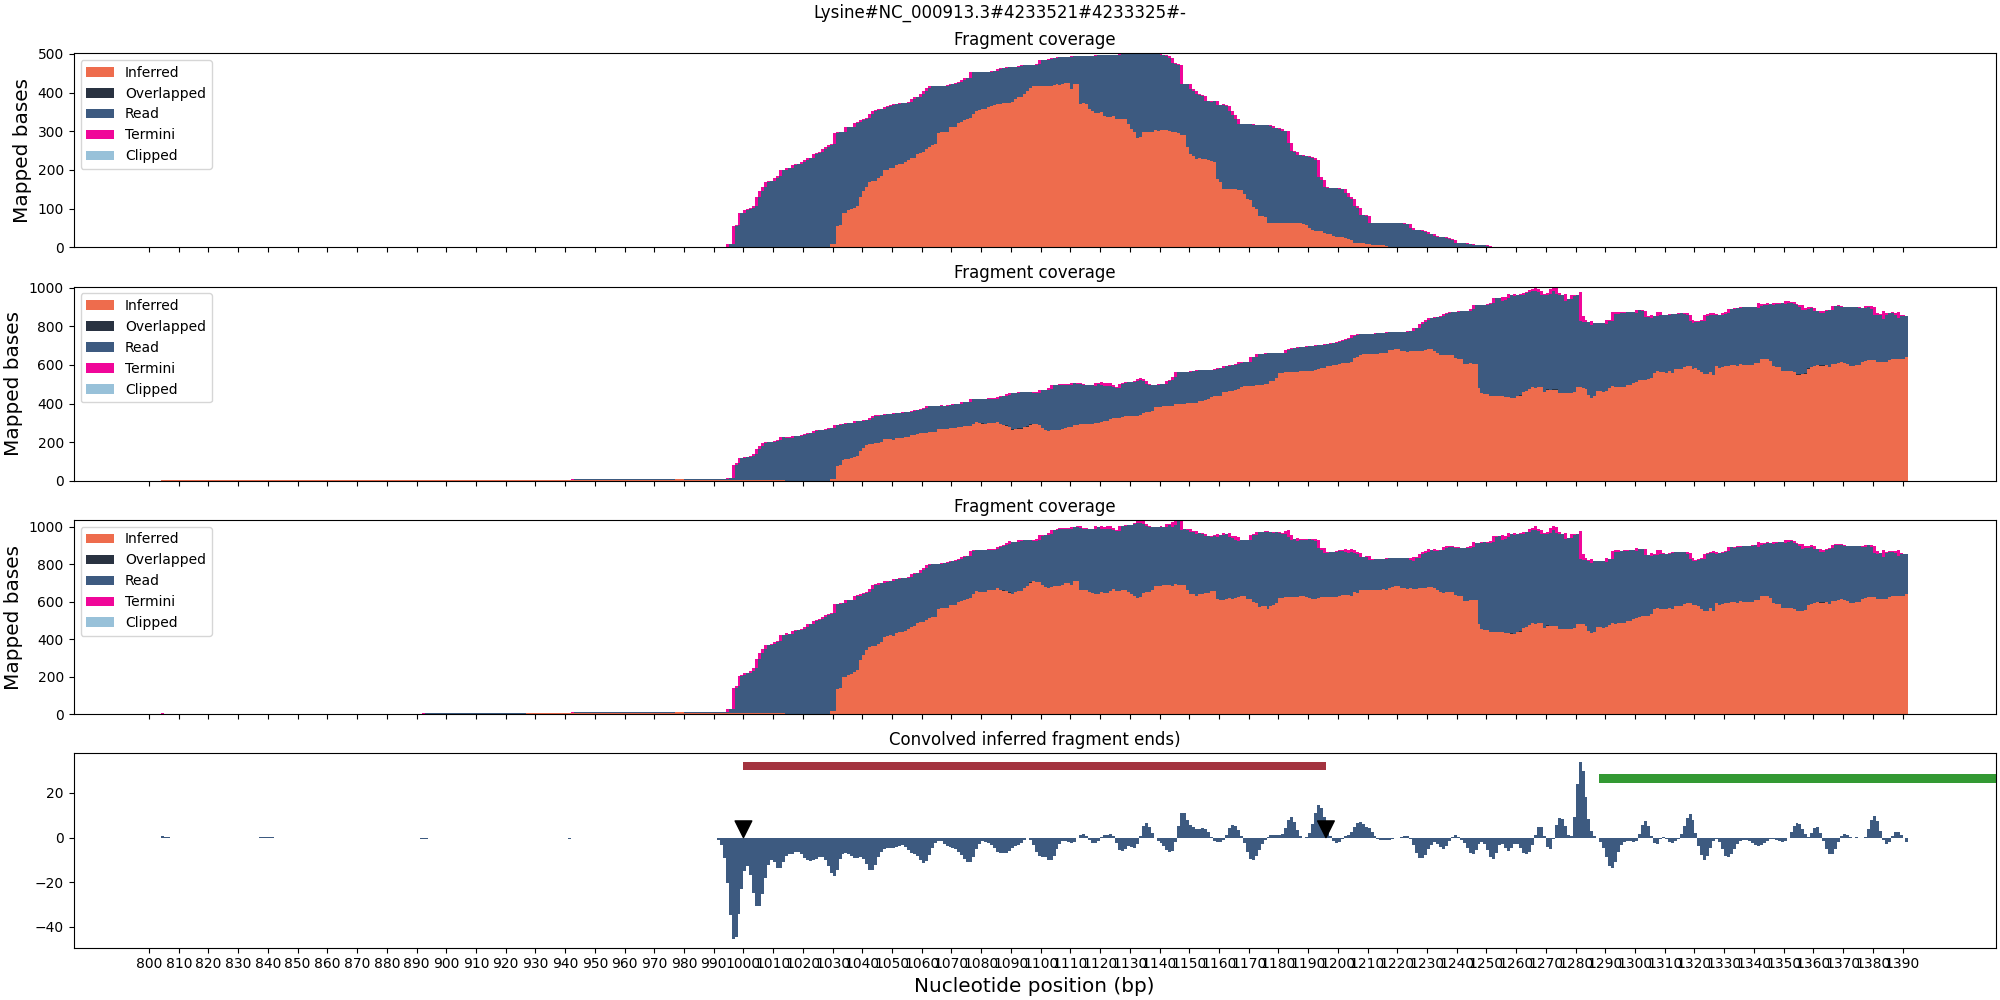 Lysine#NC_000913.3#4233521#4233325#-
Fragment coverage
Mapped bases
500
400
300
200
100
0
Inferred
Overlapped
Read
Termini
Clipped
Fragment coverage
Mapped bases
1000
800
600
400
200
0
Inferred
Overlapped
Read
Termini
Clipped
Fragment coverage
Mapped bases
1000
800
600
400
200
0
Inferred
Overlapped
Read
Termini
Clipped
Convolved inferred fragment ends)
20
0
−20
−40
800 810 820 830 840 850 860 870 880 890 900 910 920 930 940 950 960 970 980 990 1000 1010 1020 1030 1040 1050 1060 1070 1080 1090 1100 1110 1120 1130 1140 1150 1160 1170 1180 1190 1200 1210 1220 1230 1240 1250 1260 1270 1280 1290 1300 1310 1320 1330 1340 1350 1360 1370 1380 1390
Nucleotide position (bp)